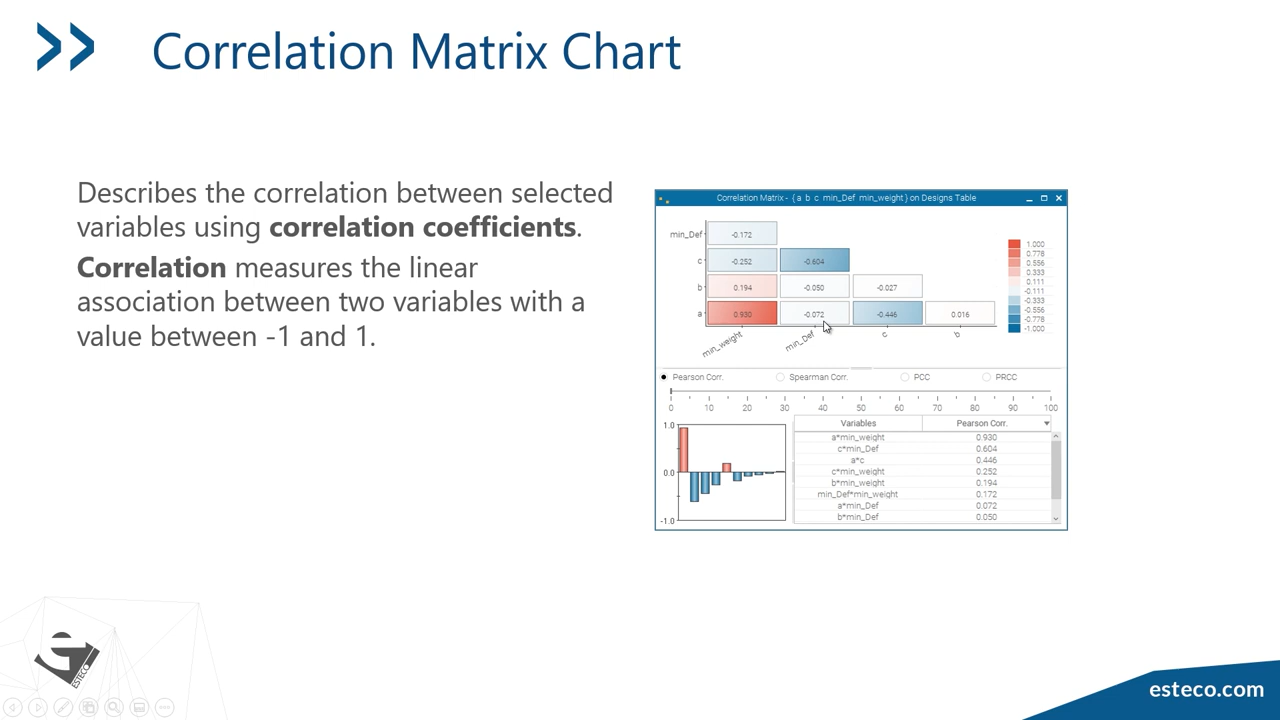 Correlation Matrix Chart
Describes the correlation between selected
variables using correlation coefficients.
Correlation measures the linear
association between two variables with a
value between -1 and 1.
Correlation Matrix - { a b c min_Def min_weight } on Designs Table
min_Def -0.172
c -0.252 -0.604
b 0.194 -0.050 -0.027
a 0.930 -0.072 -0.446 0.016
min_weight min_Def c b
1.000
0.778
0.556
0.333
0.111
-0.111
-0.333
-0.556
-0.778
-1.000
Pearson Corr. Spearman Corr. PCC PRCC
0 10 20 30 40 50 60 70 80 90 100
1.0
0.0
-1.0
Variables Pearson Corr.
a*min_weight 0.930
c*min_Def 0.604
a*c 0.446
c*min_weight 0.252
b*min_weight 0.194
min_Def*min_weight 0.172
a*min_Def 0.072
b*min_Def 0.050
ESTECO
esteco.com